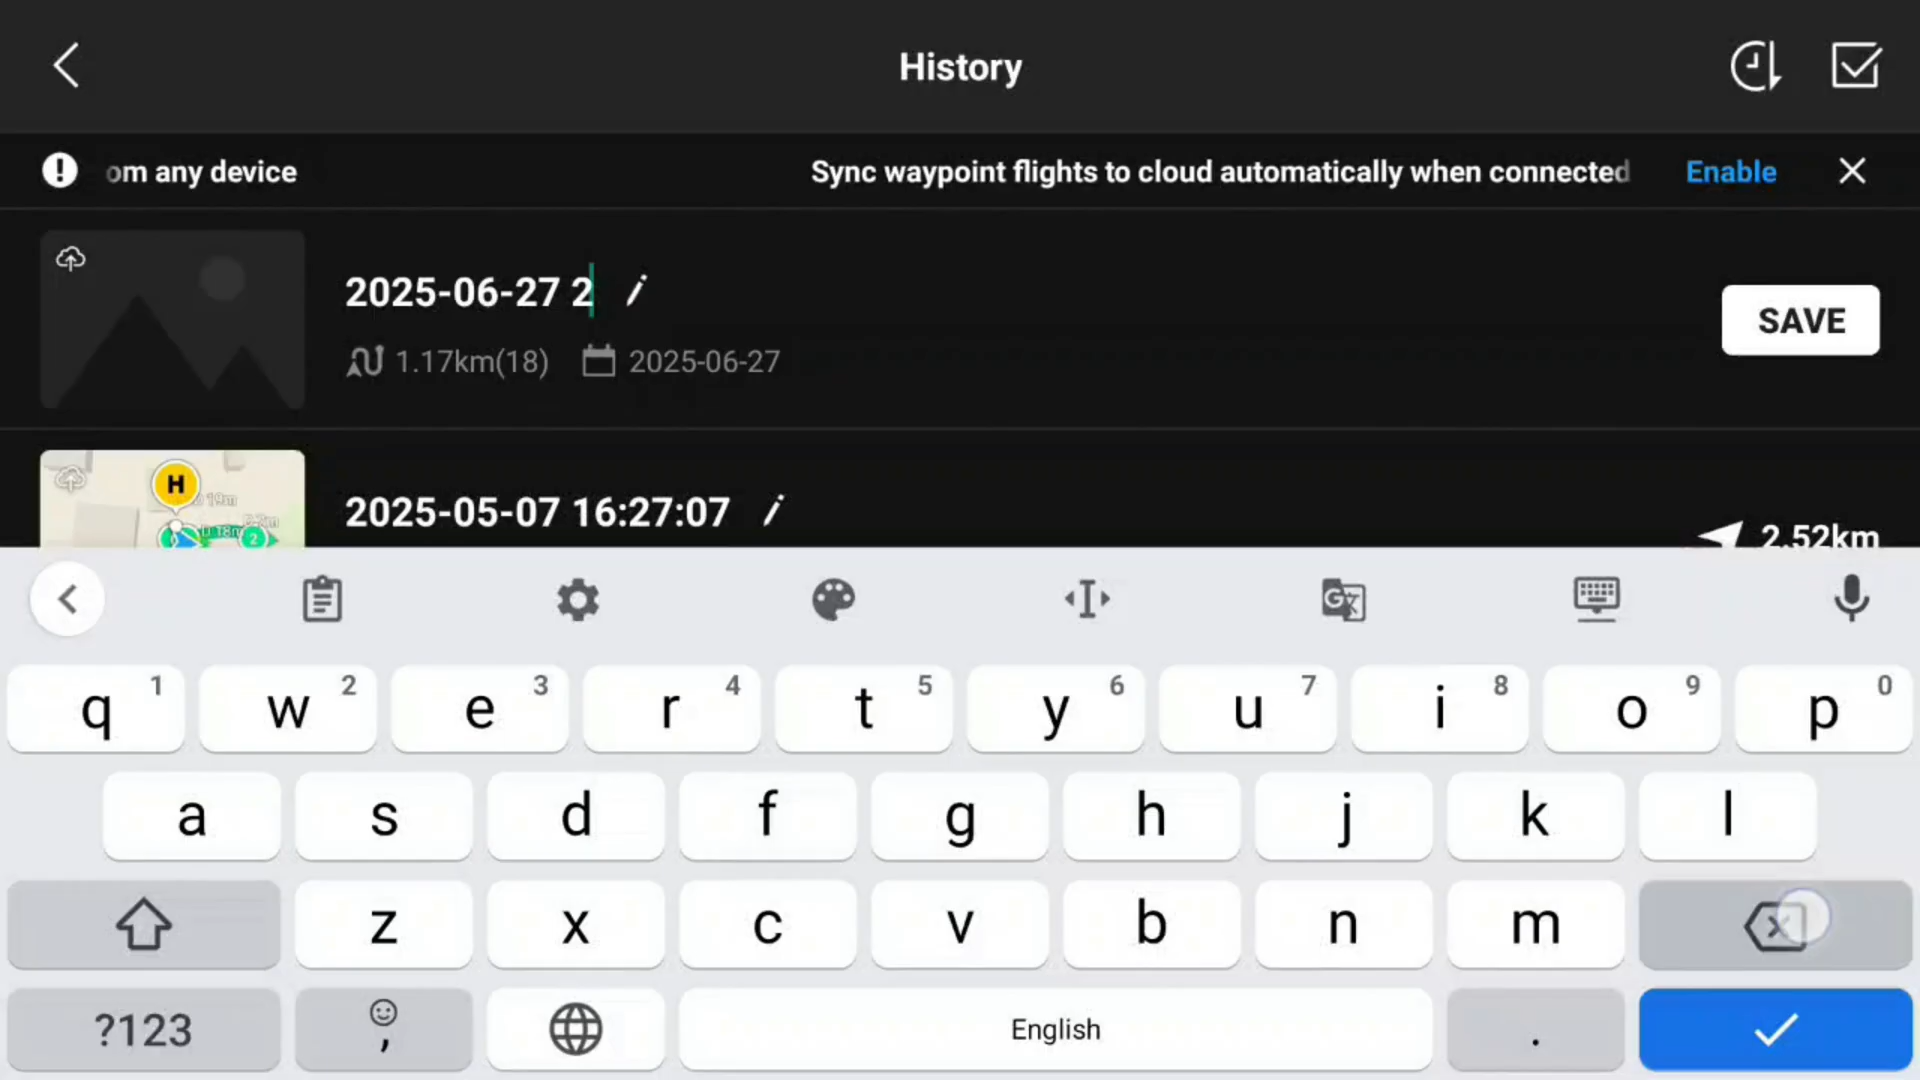 History
om any device Sync waypoint flights to cloud automatically when connected Enable
2025-06-27 2
SAVE
1.17km(18) 2025-06-27
H
2
2025-05-07 16:27:07
2.52km
q 1 w 2 e 3 r 4 t 5 y 6 u 7 i 8 o 9 p 0
a s d f g h j k l
z x c v b n m
?123 , English .